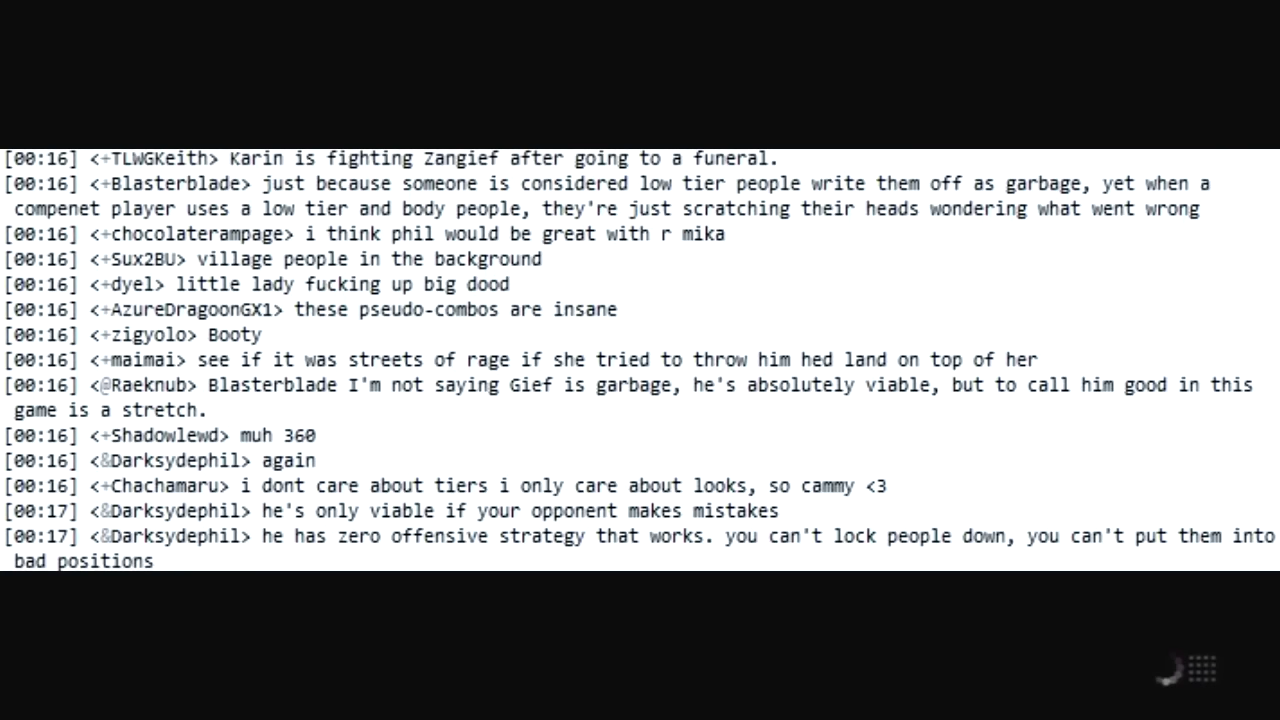 [00:16] <+TLWGKeith> Karin is fighting Zangief after going to a funeral.
[00:16] <+Blasterblade> just because someone is considered low tier people write them off as garbage, yet when a
compenet player uses a low tier and body people, they're just scratching their heads wondering what went wrong
[00:16] <+chocolaterampage> i think phil would be great with r mika
[00:16] <+Sux2BU> village people in the background
[00:16] <+dyel> little lady fucking up big dood
[00:16] <+AzureDragoonGX1> these pseudo-combos are insane
[00:16] <+zigyolo> Booty
[00:16] <+maimai> see if it was streets of rage if she tried to throw him hed land on top of her
[00:16] <@Raeknub> Blasterblade I'm not saying Gief is garbage, he's absolutely viable, but to call him good in this
game is a stretch.
[00:16] <+Shadowlewd> muh 360
[00:16] <&Darksydephil> again
[00:16] <+Chachamaru> i dont care about tiers i only care about looks, so cammy <3
[00:17] <&Darksydephil> he's only viable if your opponent makes mistakes
[00:17] <&Darksydephil> he has zero offensive strategy that works. you can't lock people down, you can't put them into
bad positions